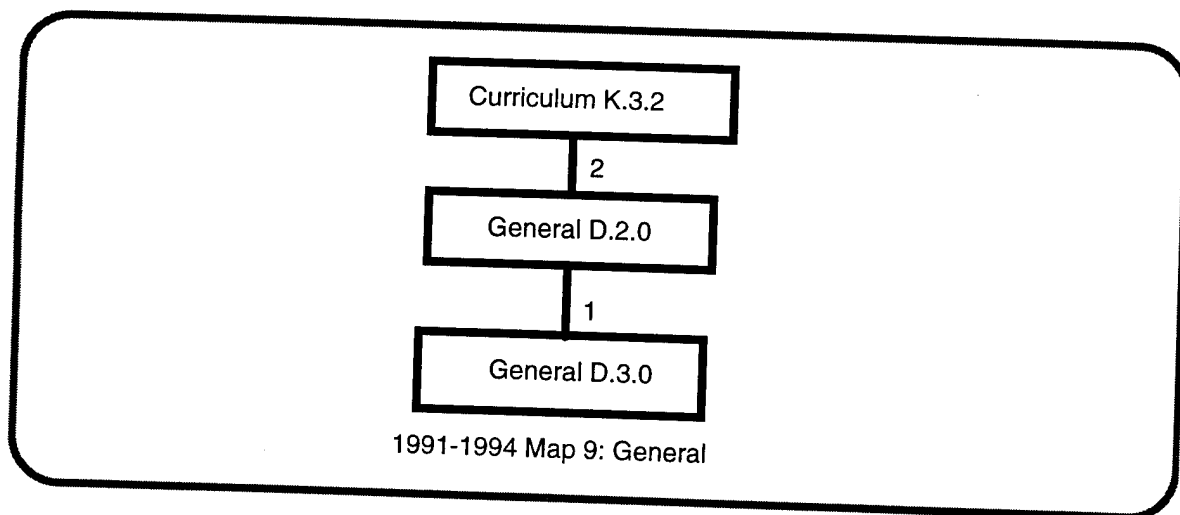 Curriculum K.3.2
2
General D.2.0
1
General D.3.0
1991-1994 Map 9: General